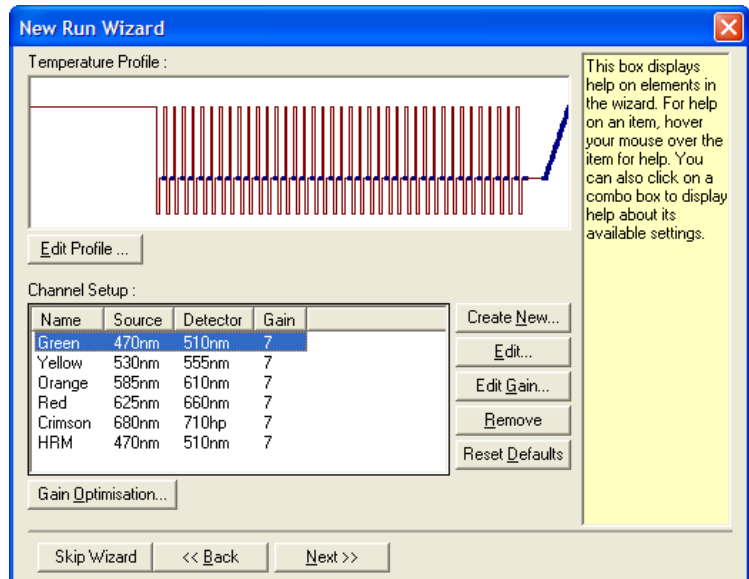 New Run Wizard
Temperature Profile :
This box displays
help on elements in
the wizard. For help
on an item, hover
your mouse over the
item for help. You
can also click on a
combo box to display
help about its
available settings.
Edit Profile ...
Channel Setup :
Name Source Detector Gain
Green 470nm 510nm 7
Yellow 530nm 555nm 7
Orange 585nm 610nm 7
Red 625nm 660nm 7
Crimson 680nm 710hp 7
HRM 470nm 510nm 7
Create New...
Edit...
Edit Gain...
Remove
Reset Defaults
Gain Optimisation...
Skip Wizard << Back Next >>